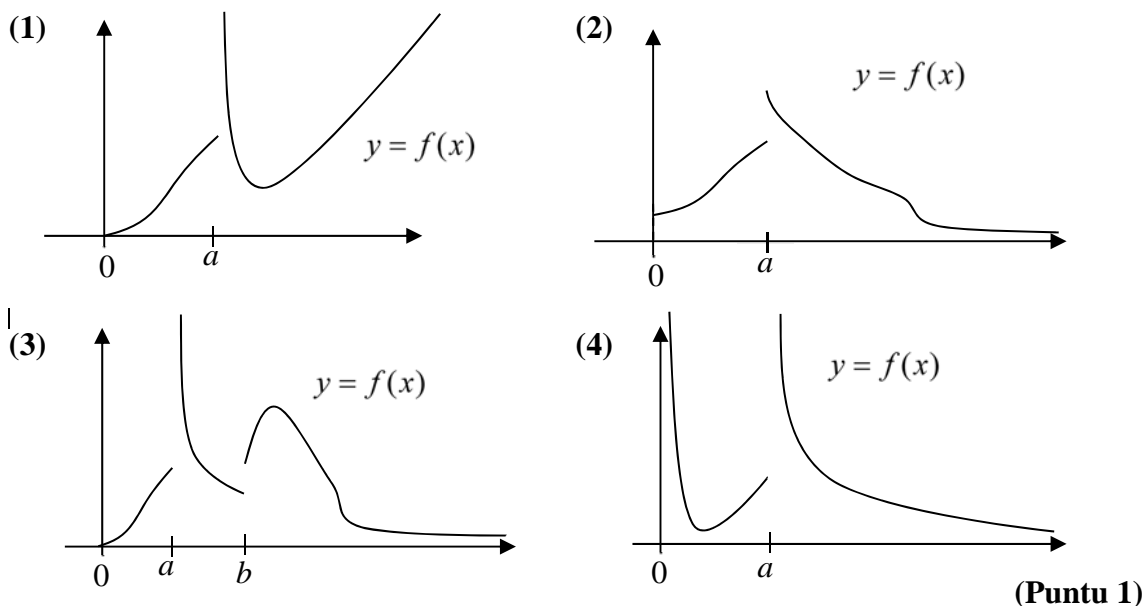 (1)
y = f(x)
0
a
(2)
y = f(x)
0
a
(3)
y = f(x)
0
a
b
(4)
y = f(x)
0
a
(Puntu 1)